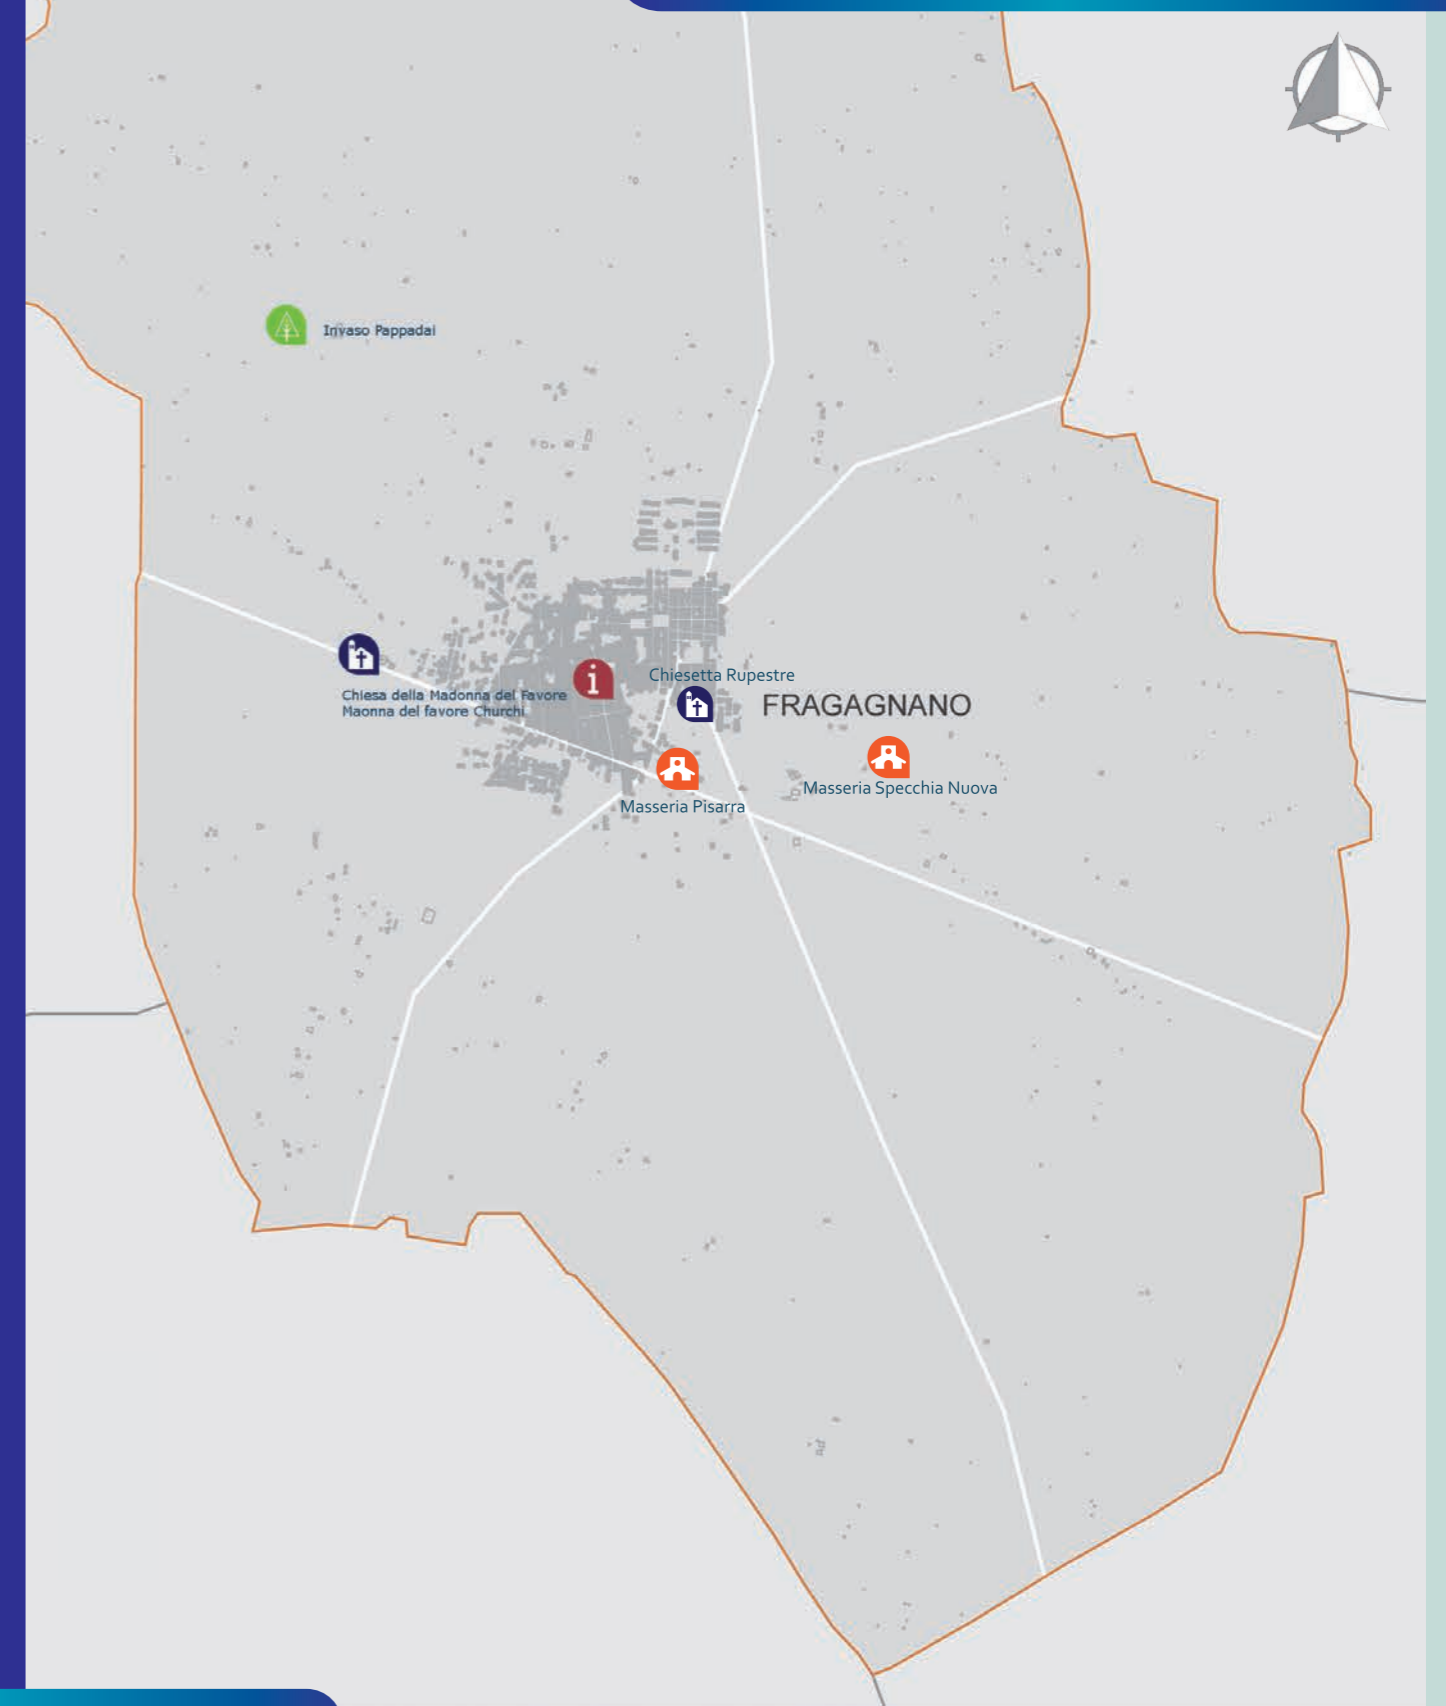 Invaso Pappadai
Chiesetta Rupestre
Chiesa della Madonna del Favore
Maonna del favore Churchi
FRAGAGNANO
Masseria Specchia Nuova
Masseria Pisarra